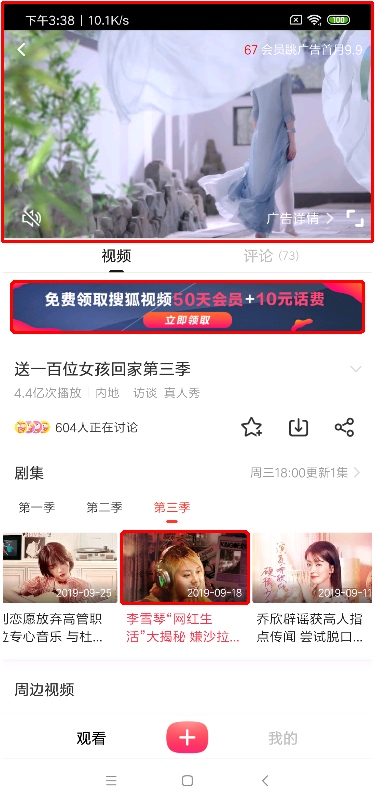 下午3:38 | 10.1K/s
100
67 会员跳广告首月9.9
广告详情
视频
评论 (73)
免费领取搜狐视频50天会员+10元话费
立即领取
送一百位女孩回家第三季
4.4亿次播放 内地 访谈 真人秀
604人正在讨论
剧集
周三18:00更新1集
第一季 第二季 第三季
2019-09-25
2019-09-18
刂恋愿放弃高管职
立专心音乐 与杜...
李雪琴“网红生
活”大揭秘 嫌沙拉...
乔欣辟谣获高人指
点传闻 尝试脱口...
周边视频
观看
我的